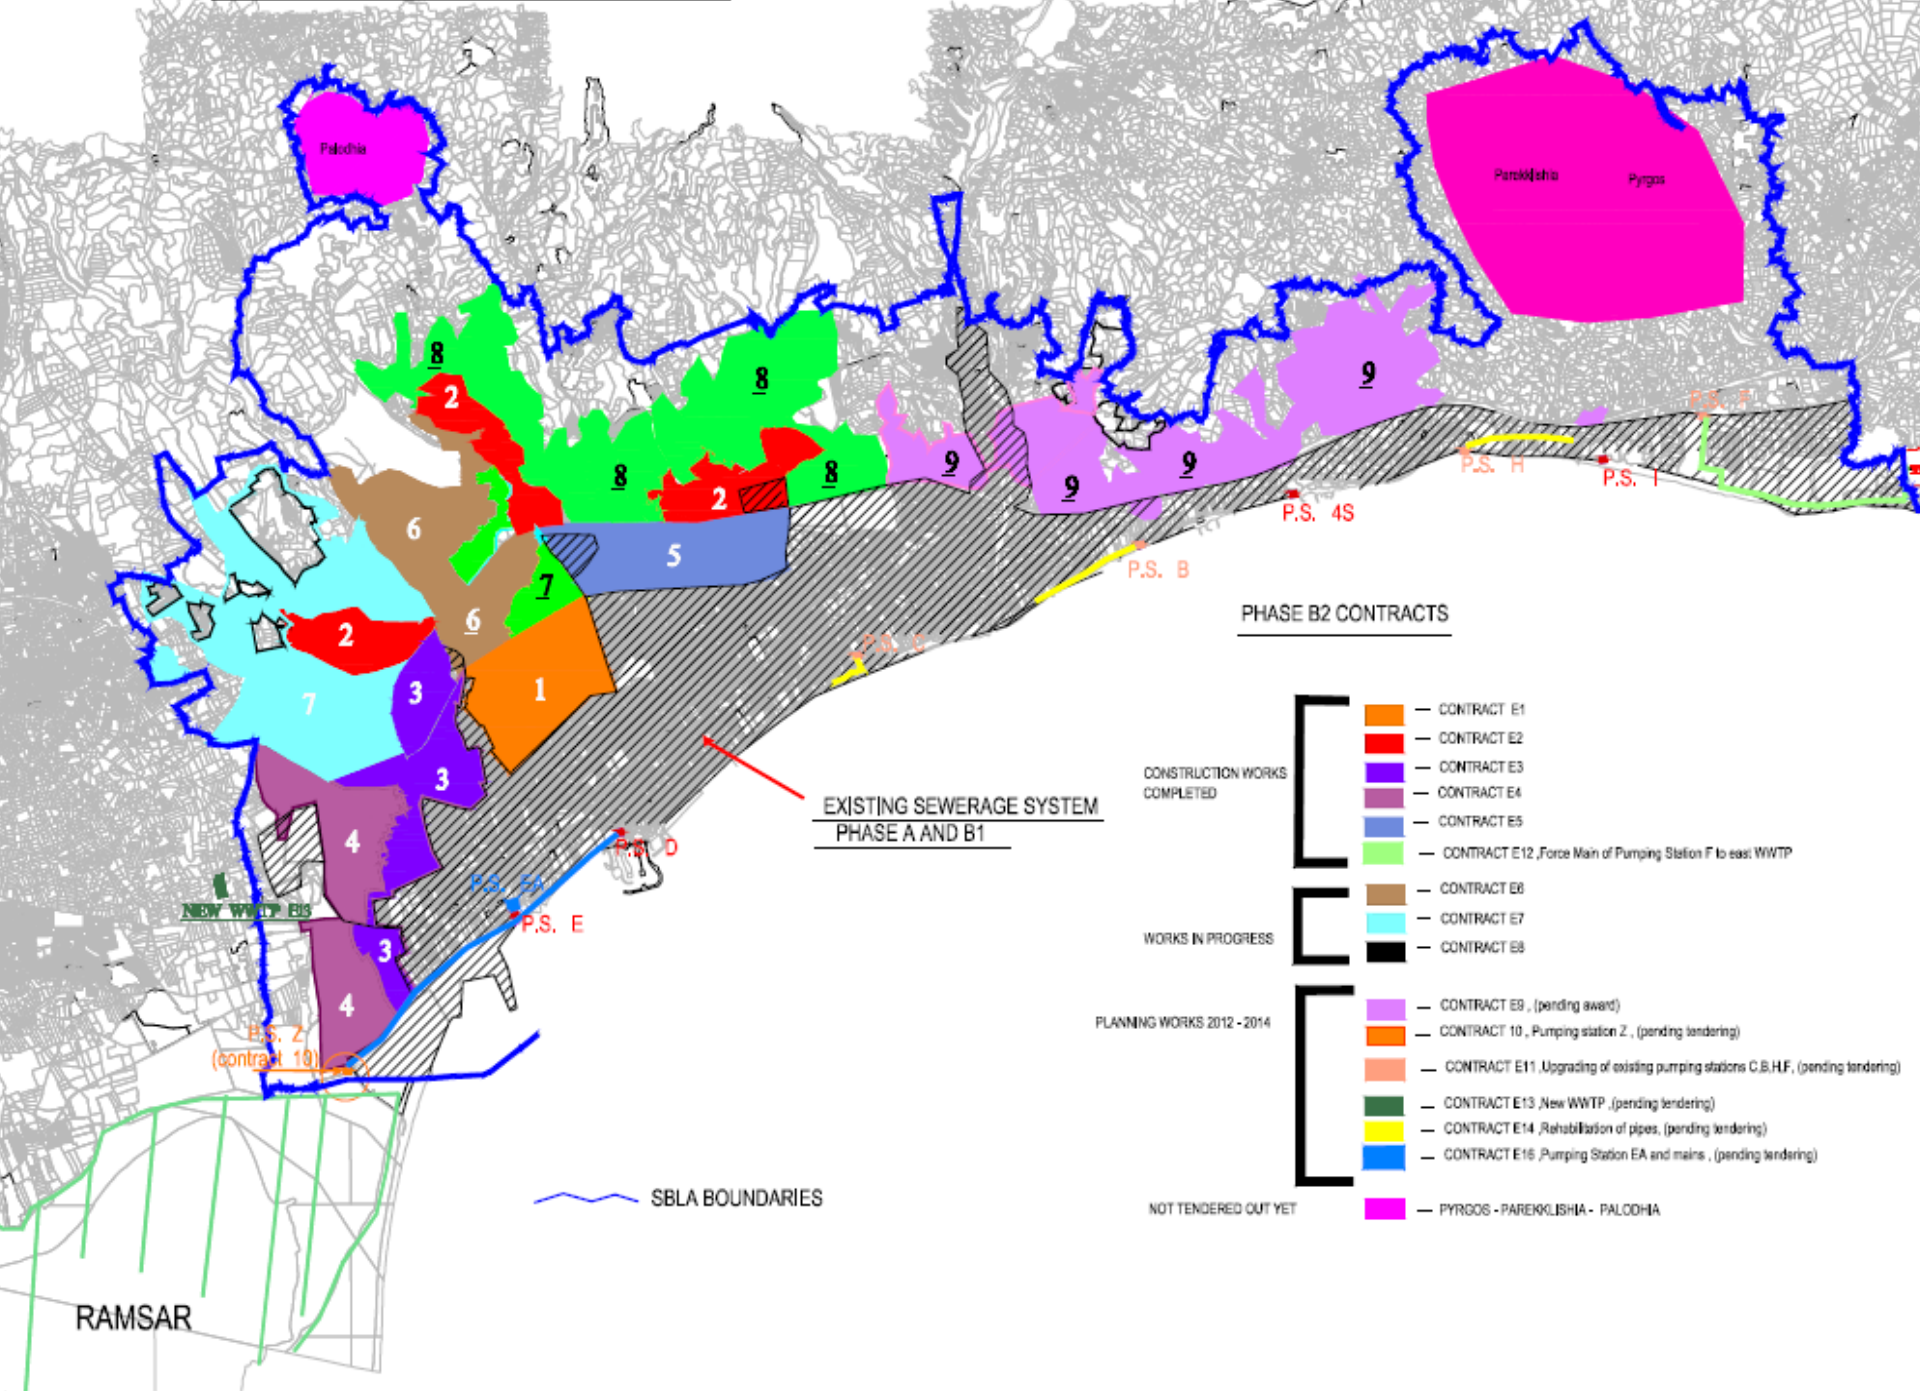 Palodhia
Parekklishia
Pyrgos
8
2
8
8
2
8
9
9
9
9
6
5
7
6
2
3
7
1
3
4
3
4
P.S. F
P.S. H
P.S. I
P.S. 4S
P.S. B
P.S. C
P.S. D
P.S. EA
P.S. E
NEW WWTP E13
P.S. Z
(contract 10)
EXISTING SEWERAGE SYSTEM
PHASE A AND B1
SBLA BOUNDARIES
RAMSAR
PHASE B2 CONTRACTS
CONSTRUCTION WORKS
COMPLETED
— CONTRACT E1
— CONTRACT E2
— CONTRACT E3
— CONTRACT E4
— CONTRACT E5
— CONTRACT E12 ,Force Main of Pumping Station F to east WWTP
WORKS IN PROGRESS
— CONTRACT E6
— CONTRACT E7
— CONTRACT E8
PLANNING WORKS 2012 - 2014
— CONTRACT E9 , (pending award)
— CONTRACT 10 , Pumping station Z , (pending tendering)
— CONTRACT E11 ,Upgrading of existing pumping stations C,B,H,F, (pending tendering)
— CONTRACT E13 ,New WWTP ,(pending tendering)
— CONTRACT E14 ,Rehabilitation of pipes, (pending tendering)
— CONTRACT E16 ,Pumping Station EA and mains , (pending tendering)
NOT TENDERED OUT YET
— PYRGOS - PAREKKLISHIA - PALODHIA